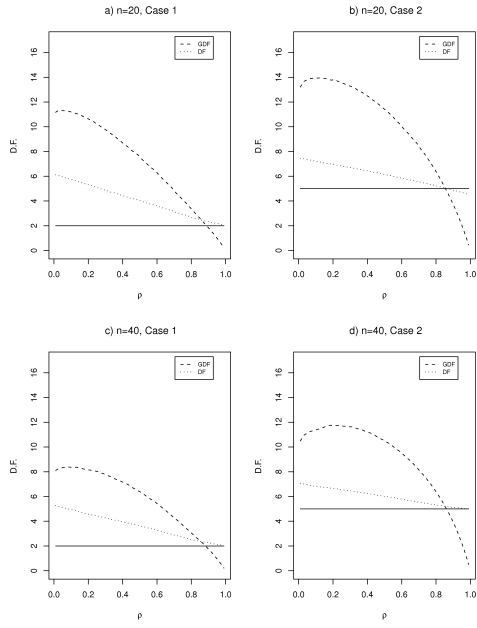 a) n=20, Case 1
GDF
DF
D.F.
16
14
12
10
8
6
4
2
0
0.0 0.2 0.4 0.6 0.8 1.0
ρ
b) n=20, Case 2
GDF
DF
D.F.
16
14
12
10
8
6
4
2
0
0.0 0.2 0.4 0.6 0.8 1.0
ρ
c) n=40, Case 1
GDF
DF
D.F.
16
14
12
10
8
6
4
2
0
0.0 0.2 0.4 0.6 0.8 1.0
ρ
d) n=40, Case 2
GDF
DF
D.F.
16
14
12
10
8
6
4
2
0
0.0 0.2 0.4 0.6 0.8 1.0
ρ